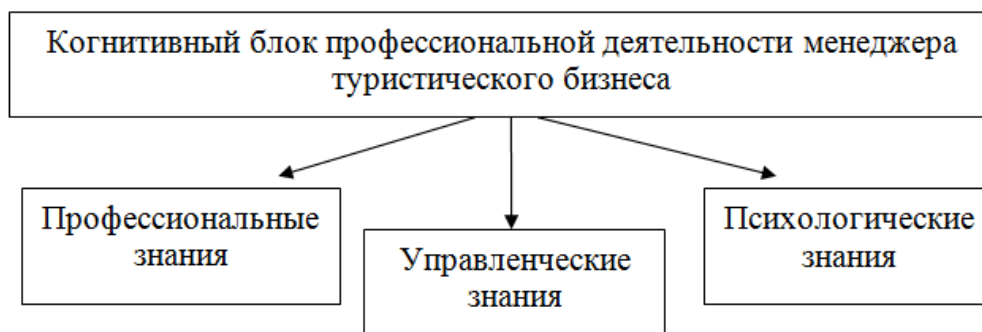 Когнитивный блок профессиональной деятельности менеджера
туристического бизнеса
Профессиональные
знания
Управленческие
знания
Психологические
знания